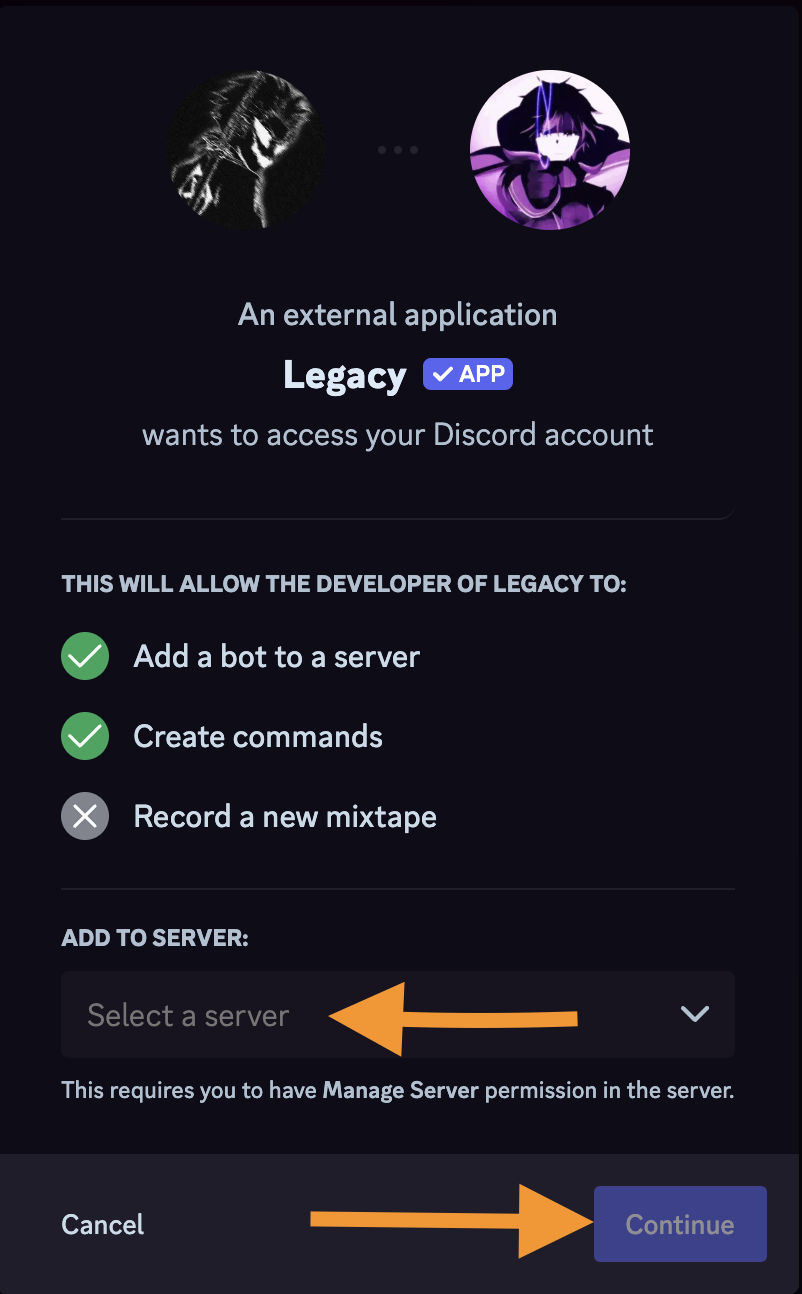 An external application
Legacy ✓ APP
wants to access your Discord account
THIS WILL ALLOW THE DEVELOPER OF LEGACY TO:
Add a bot to a server
Create commands
Record a new mixtape
ADD TO SERVER:
Select a server
This requires you to have Manage Server permission in the server.
Cancel
Continue